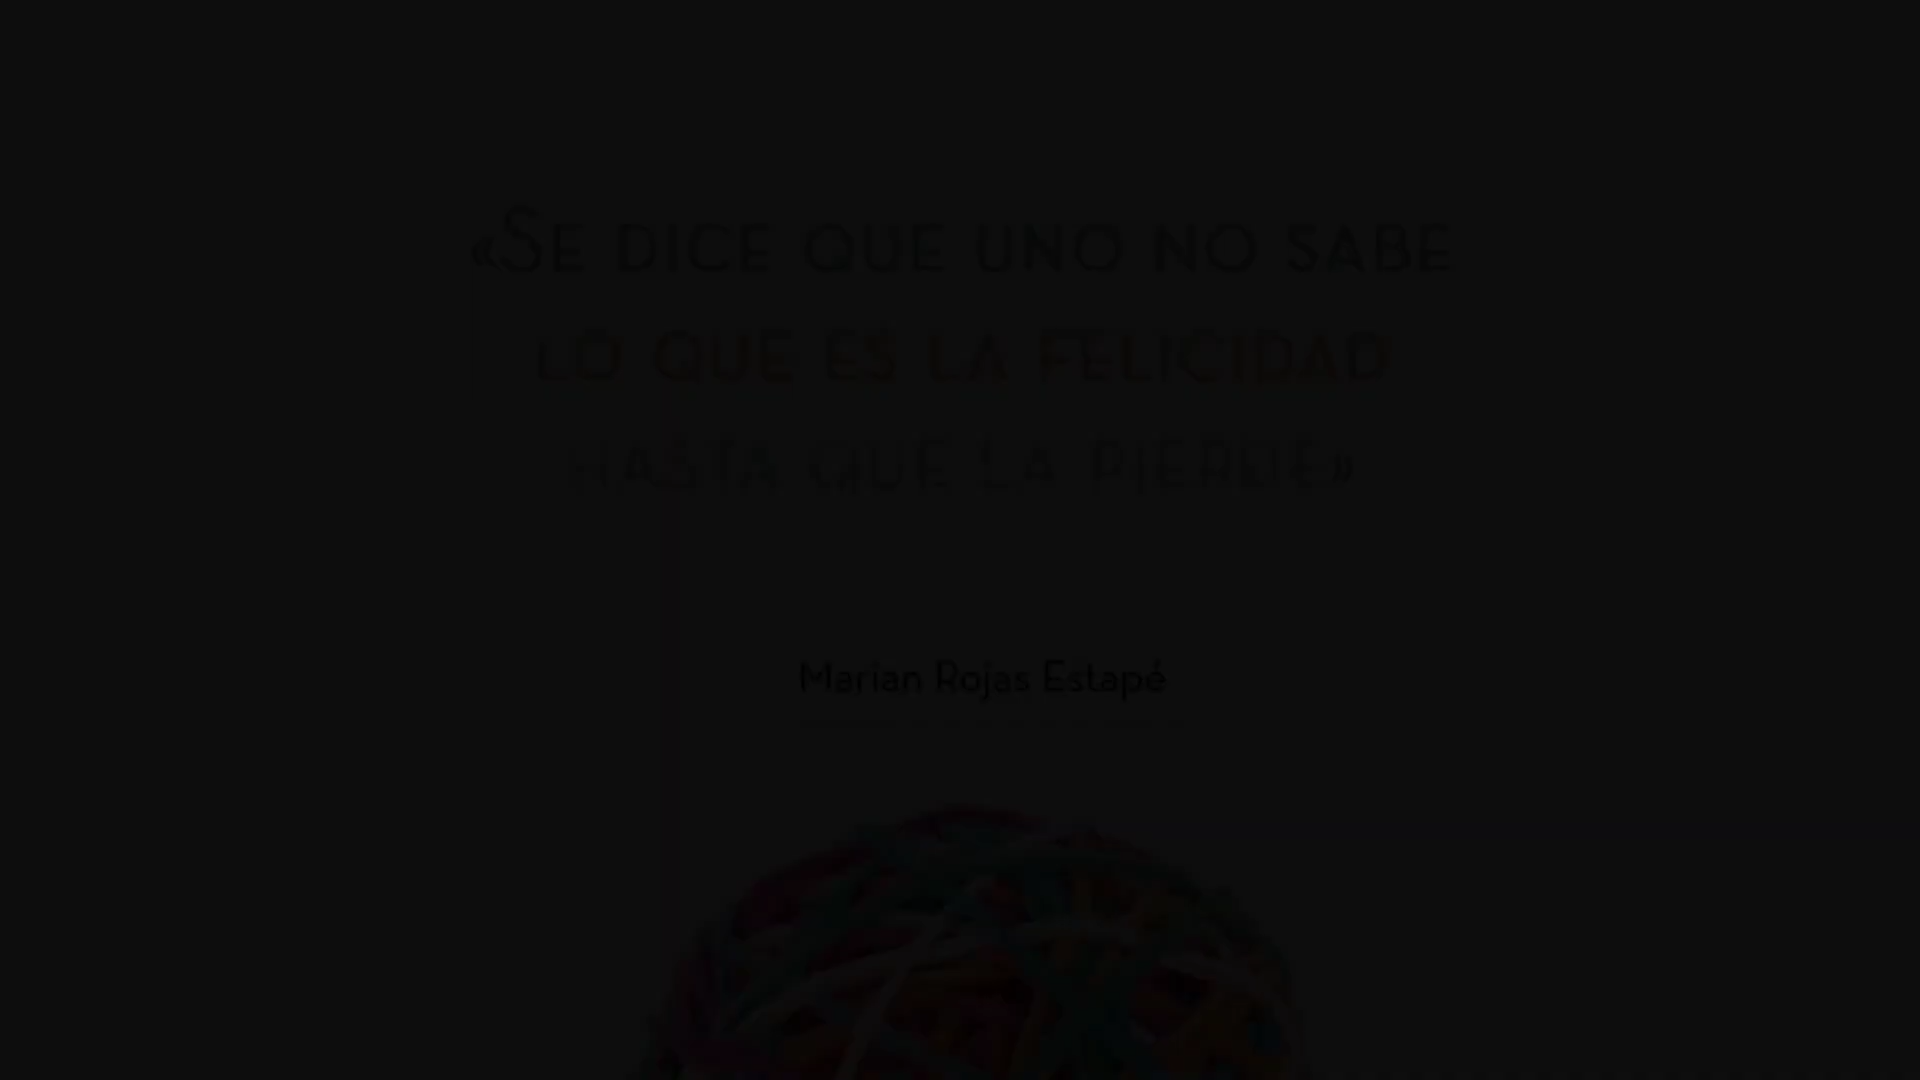 «Se dice que uno no sabe
lo que es la felicidad
hasta que la pierde»
Marian Rojas Estapé